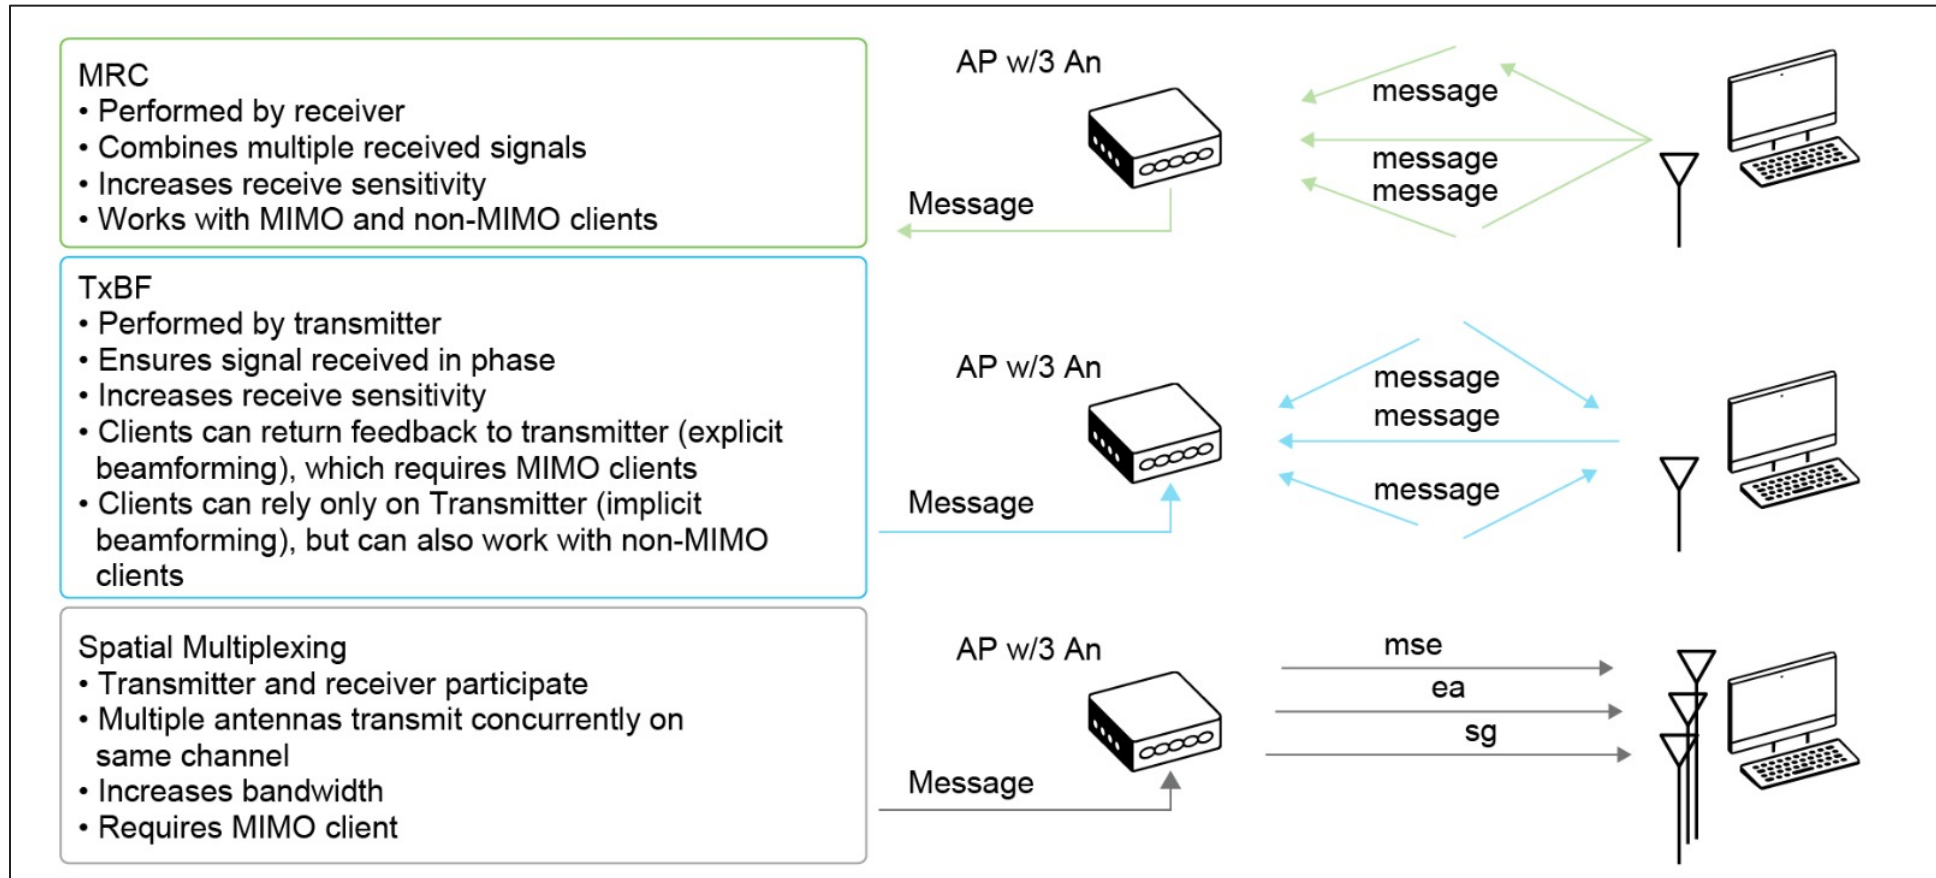 MRC
• Performed by receiver
• Combines multiple received signals
• Increases receive sensitivity
• Works with MIMO and non-MIMO clients
AP w/3 An
Message
message
message
message
TxBF
• Performed by transmitter
• Ensures signal received in phase
• Increases receive sensitivity
• Clients can return feedback to transmitter (explicit
beamforming), which requires MIMO clients
• Clients can rely only on Transmitter (implicit
beamforming), but can also work with non-MIMO
clients
AP w/3 An
Message
message
message
message
Spatial Multiplexing
• Transmitter and receiver participate
• Multiple antennas transmit concurrently on
same channel
• Increases bandwidth
• Requires MIMO client
AP w/3 An
Message
mse
ea
sg